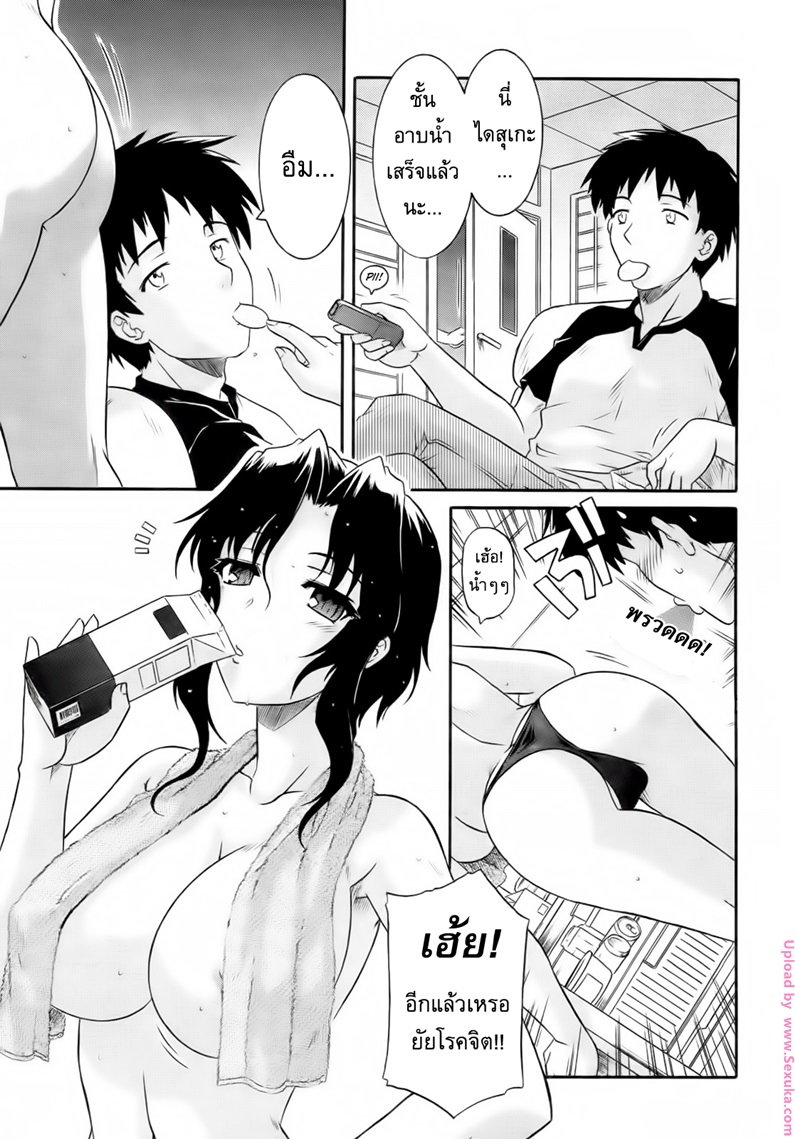 นี่
ไดสุเกะ
...
ชั้น
อาบน้ำ
เสร็จแล้ว
นะ...
PII!
อืม...
เฮ้อ!
น้ำๆๆ
ぶ
พรวดดด!
เฮ้ย!
อีกแล้วเหรอ
ยัยโรคจิต!!
Upload by www.Sexuka.com